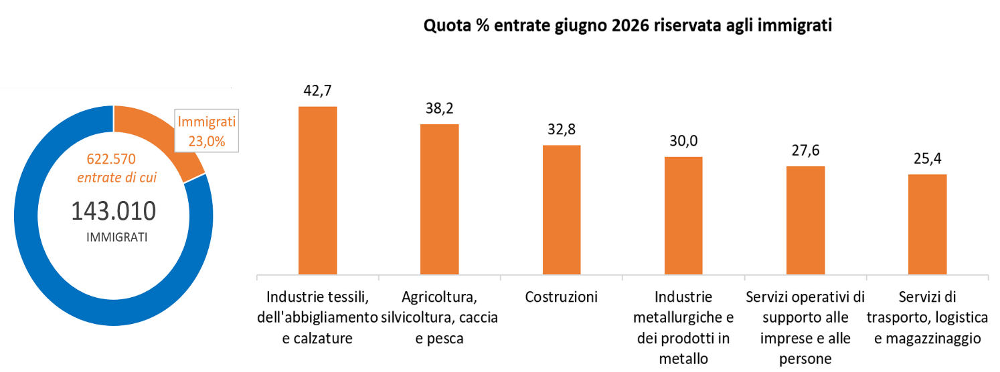 Quota % entrate giugno 2026 riservata agli immigrati
Immigrati
23,0%
622.570
entrate di cui
143.010
IMMIGRATI
42,7
38,2
32,8
30,0
27,6
25,4
Industrie tessili,
dell'abbigliamento
e calzature
Agricoltura,
silvicoltura, caccia
e pesca
Costruzioni
Industrie
metallurgiche e
dei prodotti in
metallo
Servizi operativi di
supporto alle
imprese e alle
persone
Servizi di
trasporto, logistica
e magazzinaggio